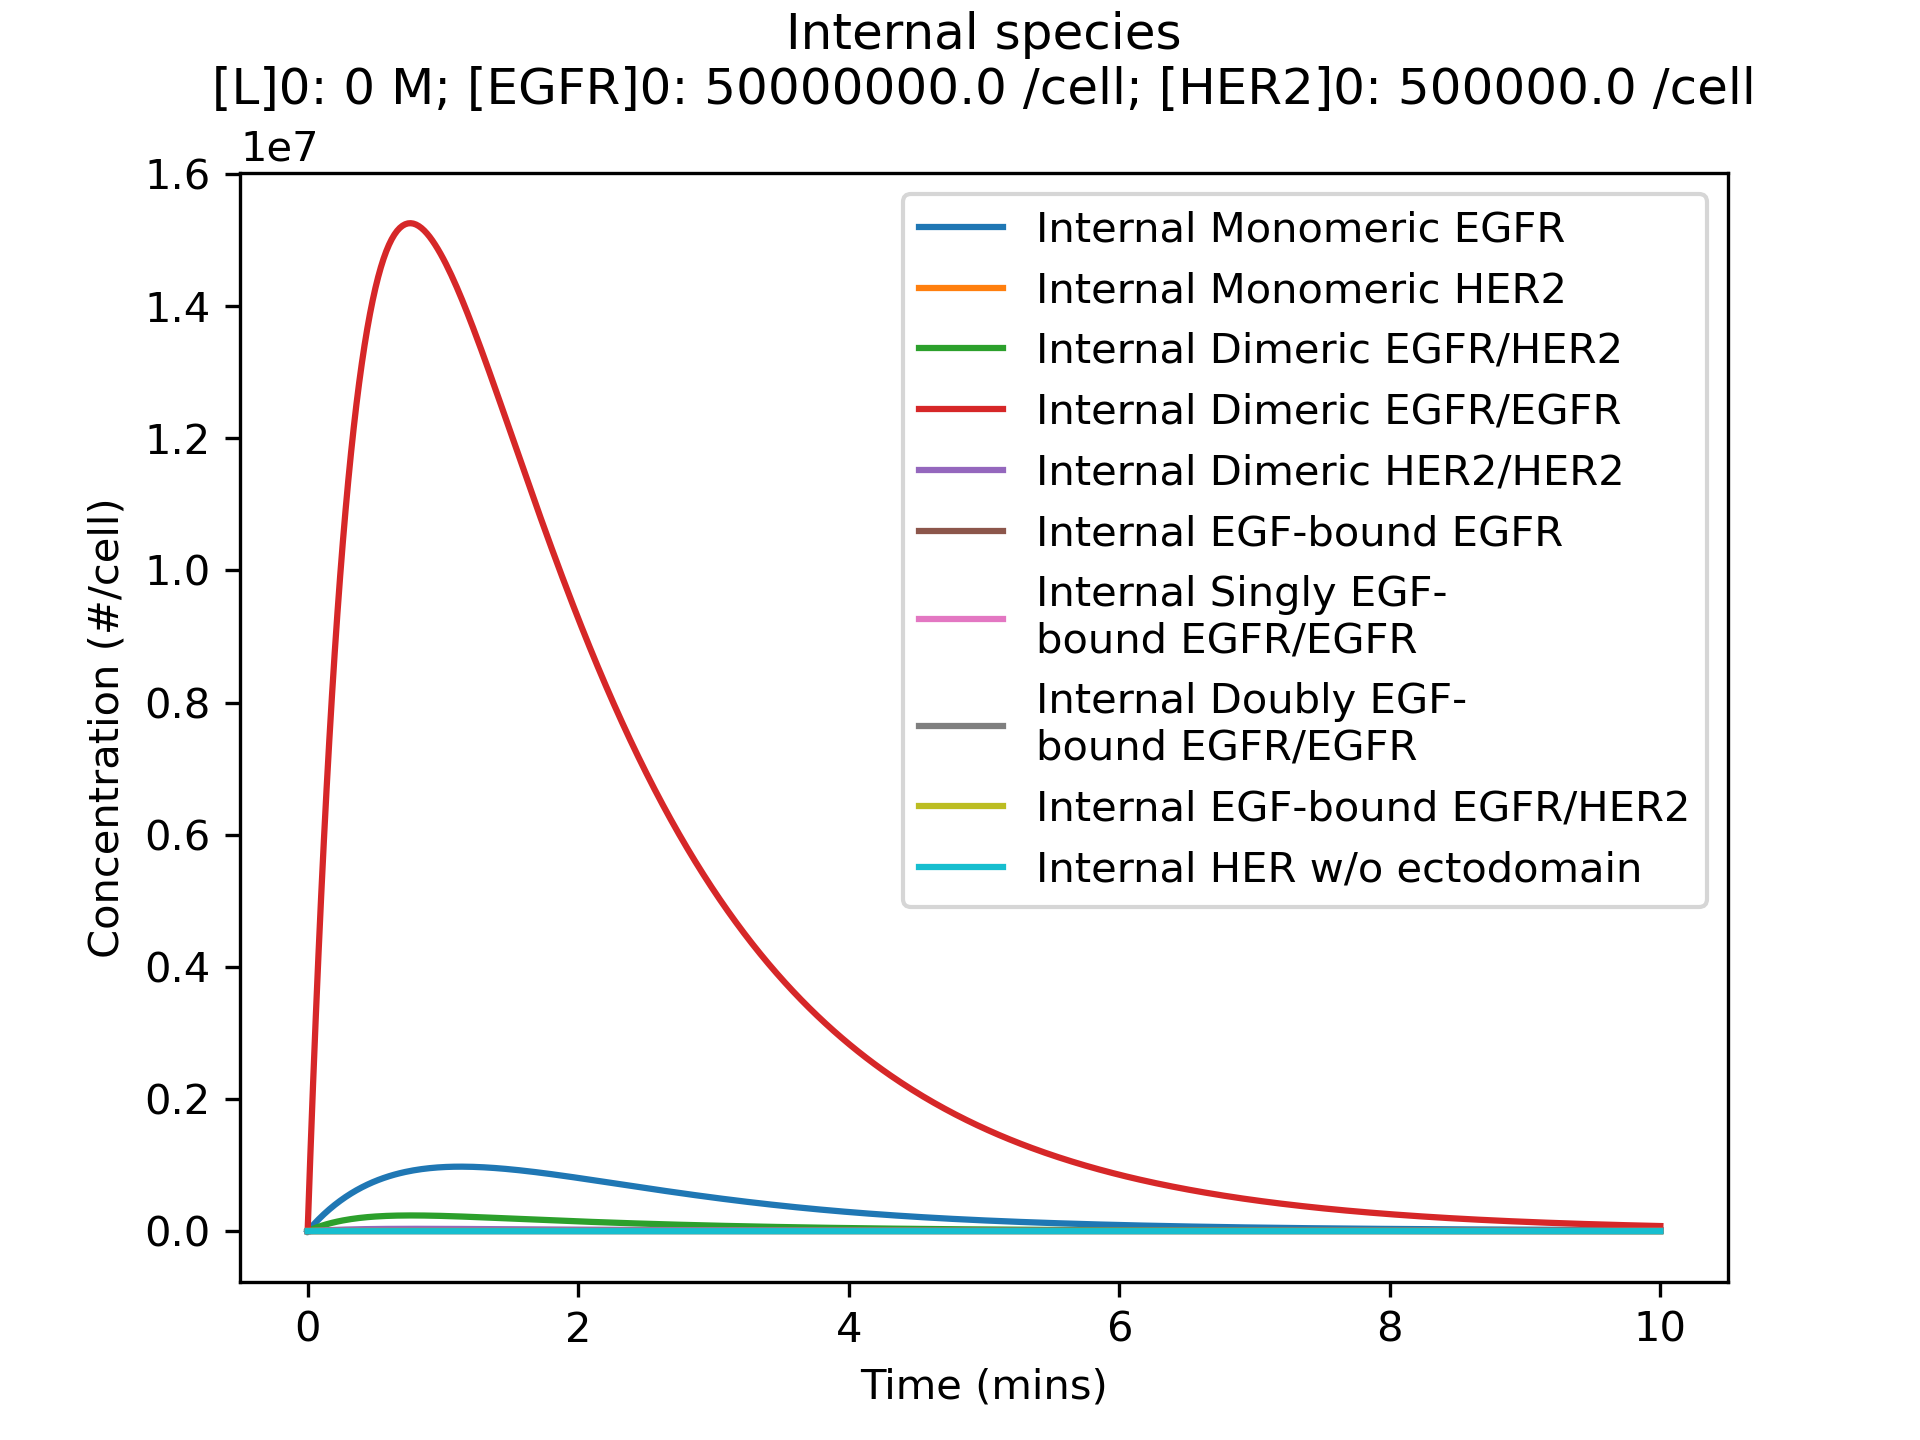 Internal species
[L]0: 0 M; [EGFR]0: 50000000.0 /cell; [HER2]0: 500000.0 /cell
1e7
1.6
1.4
1.2
1.0
0.8
0.6
0.4
0.2
0.0
Concentration (#/cell)
Internal Monomeric EGFR
Internal Monomeric HER2
Internal Dimeric EGFR/HER2
Internal Dimeric EGFR/EGFR
Internal Dimeric HER2/HER2
Internal EGF-bound EGFR
Internal Singly EGF-
bound EGFR/EGFR
Internal Doubly EGF-
bound EGFR/EGFR
Internal EGF-bound EGFR/HER2
Internal HER w/o ectodomain
0 2 4 6 8 10
Time (mins)